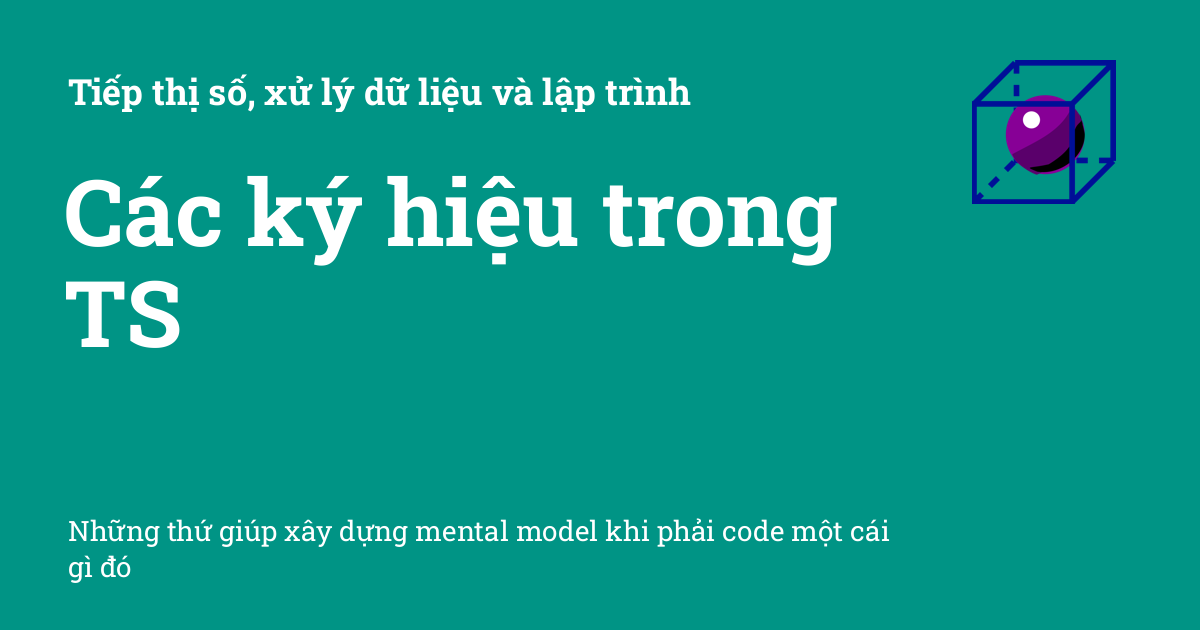 Tiếp thị số, xử lý dữ liệu và lập trình
Các ký hiệu trong
TS
Những thứ giúp xây dựng mental model khi phải code một cái
gì đó